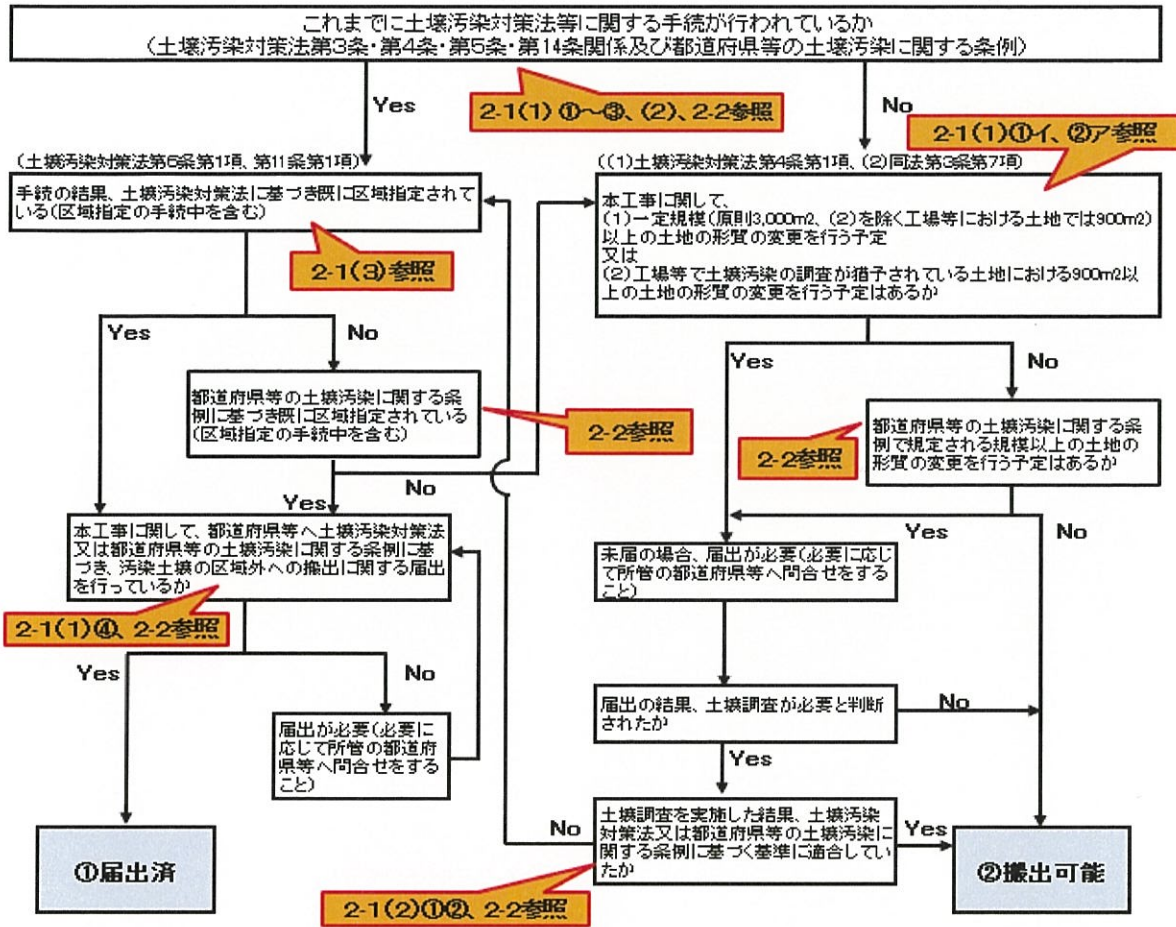 これまでに土壌汚染対策法等に関する手続が行われているか
(土壌汚染対策法第3条・第4条・第5条・第14条関係及び都道府県等の土壌汚染に関する条例)
Yes
2-1(1)①～③、(2)、2-2参照
No
2-1(1)①イ、②ア参照
(土壌汚染対策法第6条第1項、第11条第1項)
手続の結果、土壌汚染対策法に基づき既に区域指定されて
いる(区域指定の手続中を含む)
2-1(3)参照
((1)土壌汚染対策法第4条第1項、(2)同法第3条第7項)
本工事に関して、
(1)一定規模(原則3,000m2、(2)を除く工場等における土地では900m2)
以上の土地の形質の変更を行う予定
又は
(2)工場等で土壌汚染の調査が猶予されている土地における900m2以
上の土地の形質の変更を行う予定はあるか
Yes
No
都道府県等の土壌汚染に関する条
例に基づき既に区域指定されている
(区域指定の手続中を含む)
2-2参照
Yes
No
Yes
No
2-2参照
都道府県等の土壌汚染に関する条
例で規定される規模以上の土地の
形質の変更を行う予定はあるか
Yes
No
本工事に関して、都道府県等へ土壌汚染対策法
又は都道府県等の土壌汚染に関する条例に基
づき、汚染土壌の区域外への搬出に関する届出
を行っているか
2-1(1)④、2-2参照
未届の場合、届出が必要(必要に応じ
て所管の都道府県等へ問合せをする
こと)
Yes
No
届出が必要(必要に
応じて所管の都道府
県等へ問合せをする
こと)
届出の結果、土壌調査が必要と判断
されたか
No
Yes
土壌調査を実施した結果、土壌汚染
対策法又は都道府県等の土壌汚染に
関する条例に基づく基準に適合してい
たか
No
Yes
2-1(2)①②、2-2参照
①届出済
②搬出可能